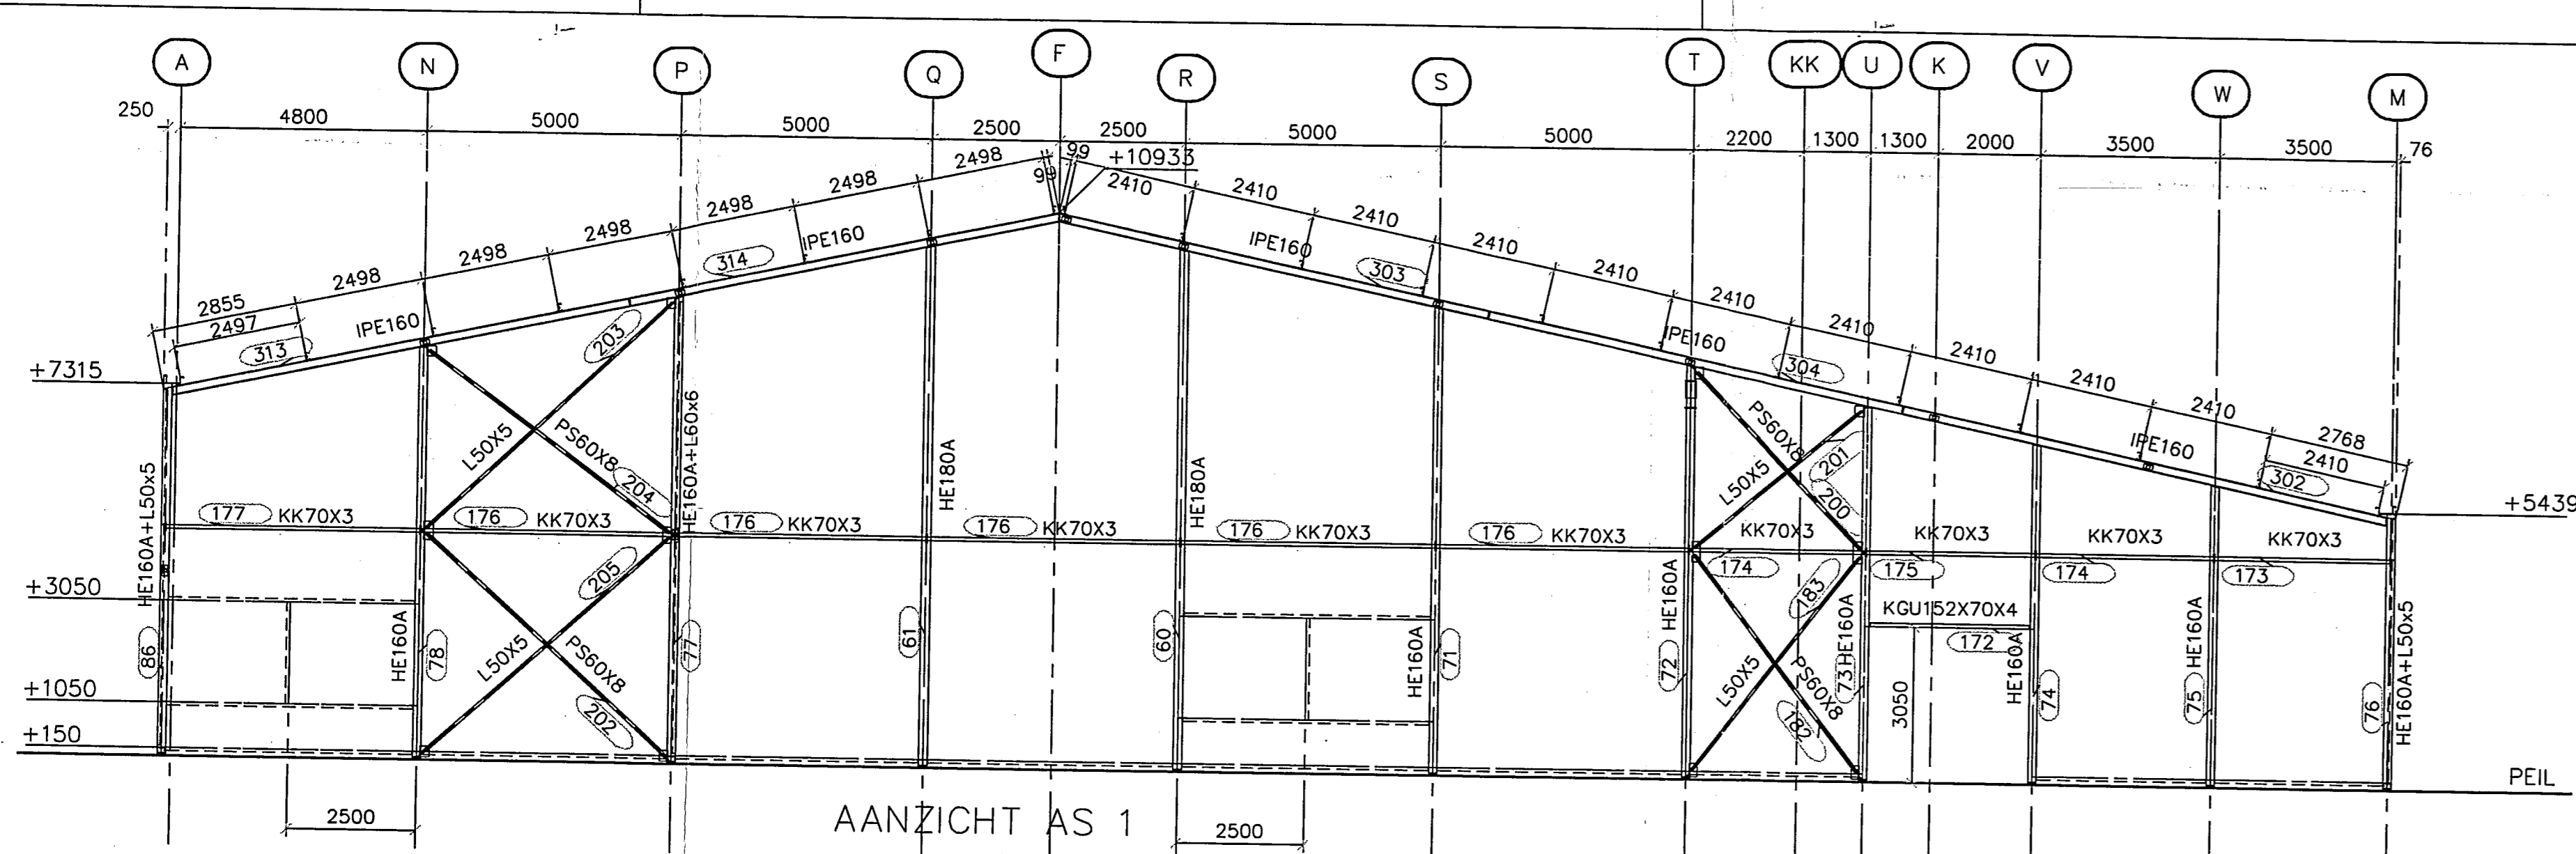 A N P Q F R S T KK U K V W M
250 4800 5000 5000 2500 2500 5000 5000 2200 1300 1300 2000 3500 3500 76
99 99 +10933
2855 2498 2498 2498 2498 2498 2498
2497
2410 2410 2410 2410 2410 2410 2410 2410 2410 2410 2768
2410
313 IPE160 314 IPE160 IPE160 303 IPE160 304 IPE160 302
+7315
+5439
203 L50X5 PS60X8 204
PS60X8 L50X5 201 200
HE160A+L50x5 HE160A+L60x6 HE180A HE180A
177 KK70X3 176 KK70X3 176 KK70X3 176 KK70X3 176 KK70X3 176 KK70X3 KK70X3 KK70X3 KK70X3 KK70X3
174 175 174 173
+3050
205 L50X5 PS60X8 202
183 L50X5 PS60X8 182
KGU152X70X4
172
3050
HE160A HE160A HE160A HE160A HE160A HE160A HE160A+L50x5
86 78 77 61 60 71 72 73 74 75 76
+1050
+150
PEIL
2500 2500
AANZICHT AS 1